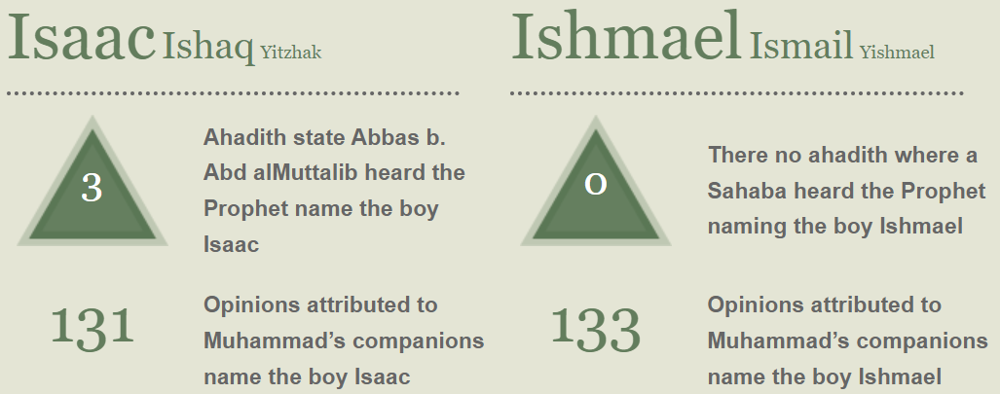 Isaac Ishaq Yitzhak
3
Ahadith state Abbas b.
Abd alMuttalib heard the
Prophet name the boy
Isaac
131
Opinions attributed to
Muhammad’s companions
name the boy Isaac
Ishmael Ismail Yishmael
0
There no ahadith where a
Sahaba heard the Prophet
naming the boy Ishmael
133
Opinions attributed to
Muhammad’s companions
name the boy Ishmael